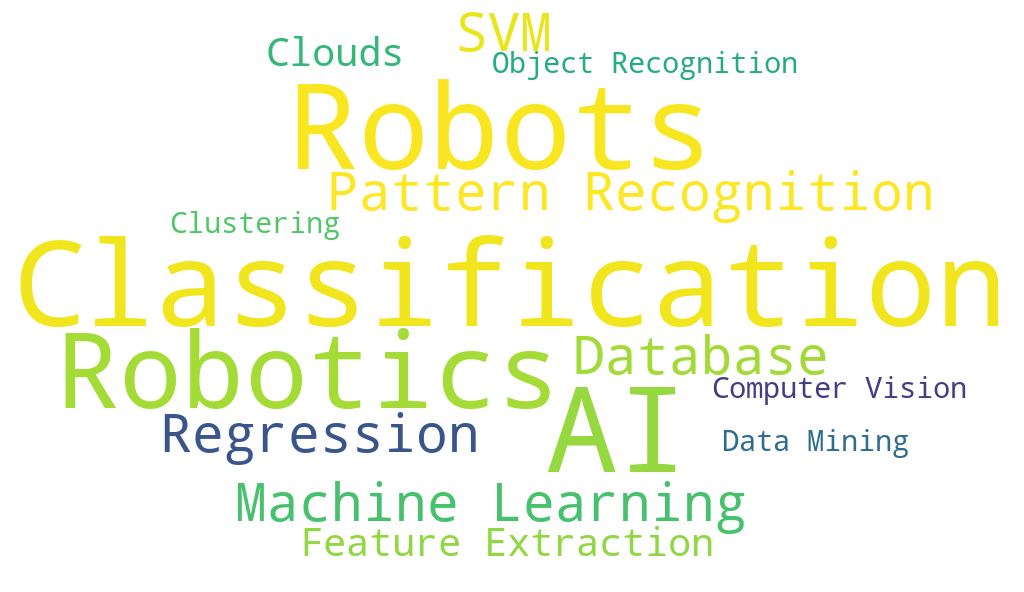 SVM
Clouds
Object Recognition
Robots
Pattern Recognition
Clustering
Classification
Robotics
Database
AI
Computer Vision
Regression
Data Mining
Machine Learning
Feature Extraction